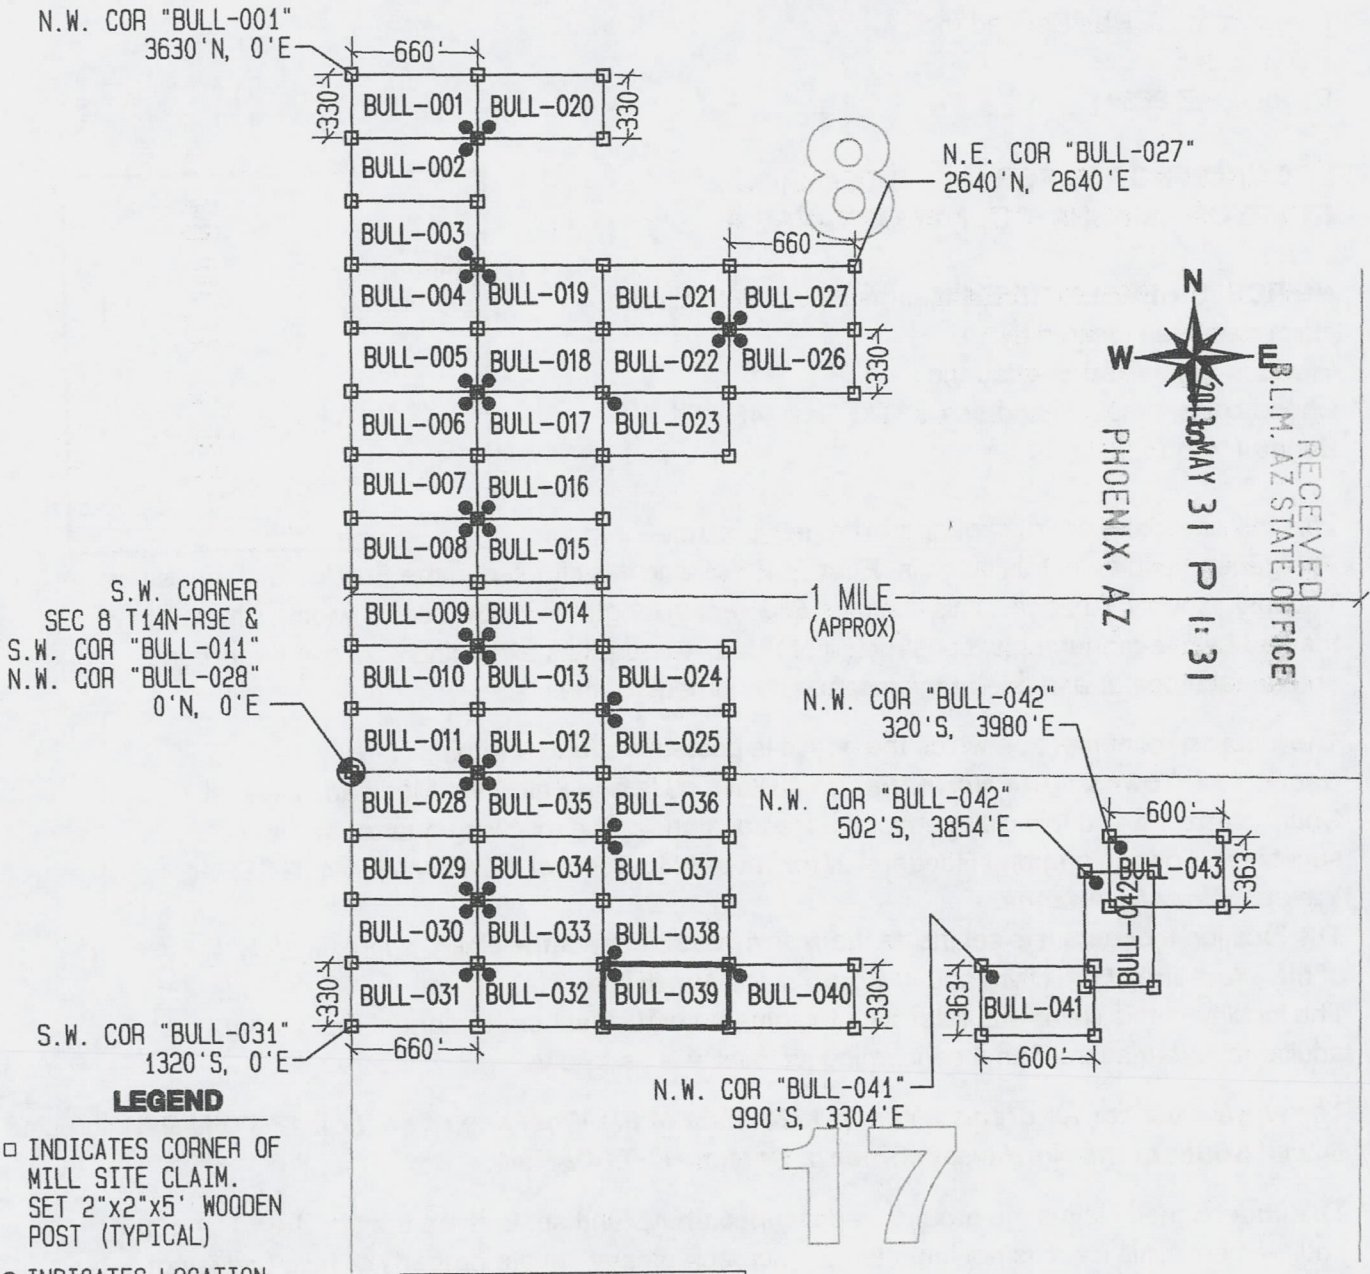 N.W. COR "BULL-001"
3630'N, 0'E
660'
330
BULL-001 BULL-020
330
BULL-002
8
N.E. COR "BULL-027"
2640'N, 2640'E
BULL-003
660'
BULL-004 BULL-019 BULL-021 BULL-027
BULL-005 BULL-018 BULL-022 BULL-026
330
BULL-006 BULL-017 BULL-023
BULL-007 BULL-016
BULL-008 BULL-015
N
W E
RECEIVED
BLM AZ STATE OFFICE
MAY 31 P 1:31
PHOENIX AZ
S.W. CORNER
SEC 8 T14N-R9E
S.W. COR "BULL-011"
N.W. COR "BULL-028"
0'N, 0'E
1 MILE
(APPROX)
BULL-009 BULL-014
BULL-010 BULL-013 BULL-024
BULL-011 BULL-012 BULL-025
BULL-028 BULL-035 BULL-036
BULL-029 BULL-034 BULL-037
BULL-030 BULL-033 BULL-038
330
BULL-031 BULL-032 BULL-039 BULL-040
330
660'
N.W. COR "BULL-042"
320'S, 3980'E
N.W. COR "BULL-042"
502'S, 3854'E
600'
BULL-043
363
BULL-042
363
BULL-041
600'
N.W. COR "BULL-041"
990'S, 3304'E
17
S.W. COR "BULL-031"
1320'S, 0'E
LEGEND
INDICATES CORNER OF
MILL SITE CLAIM.
SET 2"x2"x5' WOODEN
POST (TYPICAL)
INDICATES LOCATION